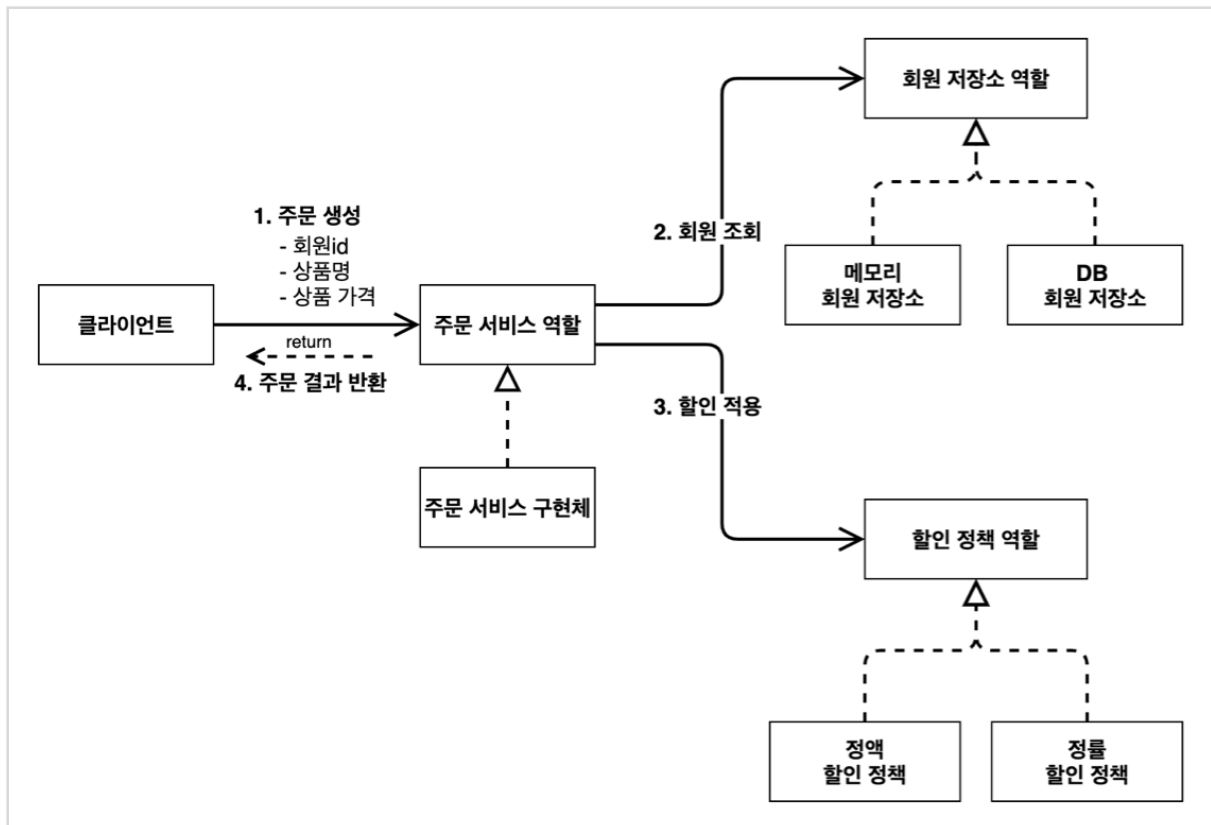 회원 저장소 역할
1. 주문 생성
- 회원id
- 상품명
- 상품 가격
2. 회원 조회
메모리
회원 저장소
DB
회원 저장소
클라이언트
주문 서비스 역할
return
4. 주문 결과 반환
3. 할인 적용
주문 서비스 구현체
할인 정책 역할
정액
할인 정책
정률
할인 정책